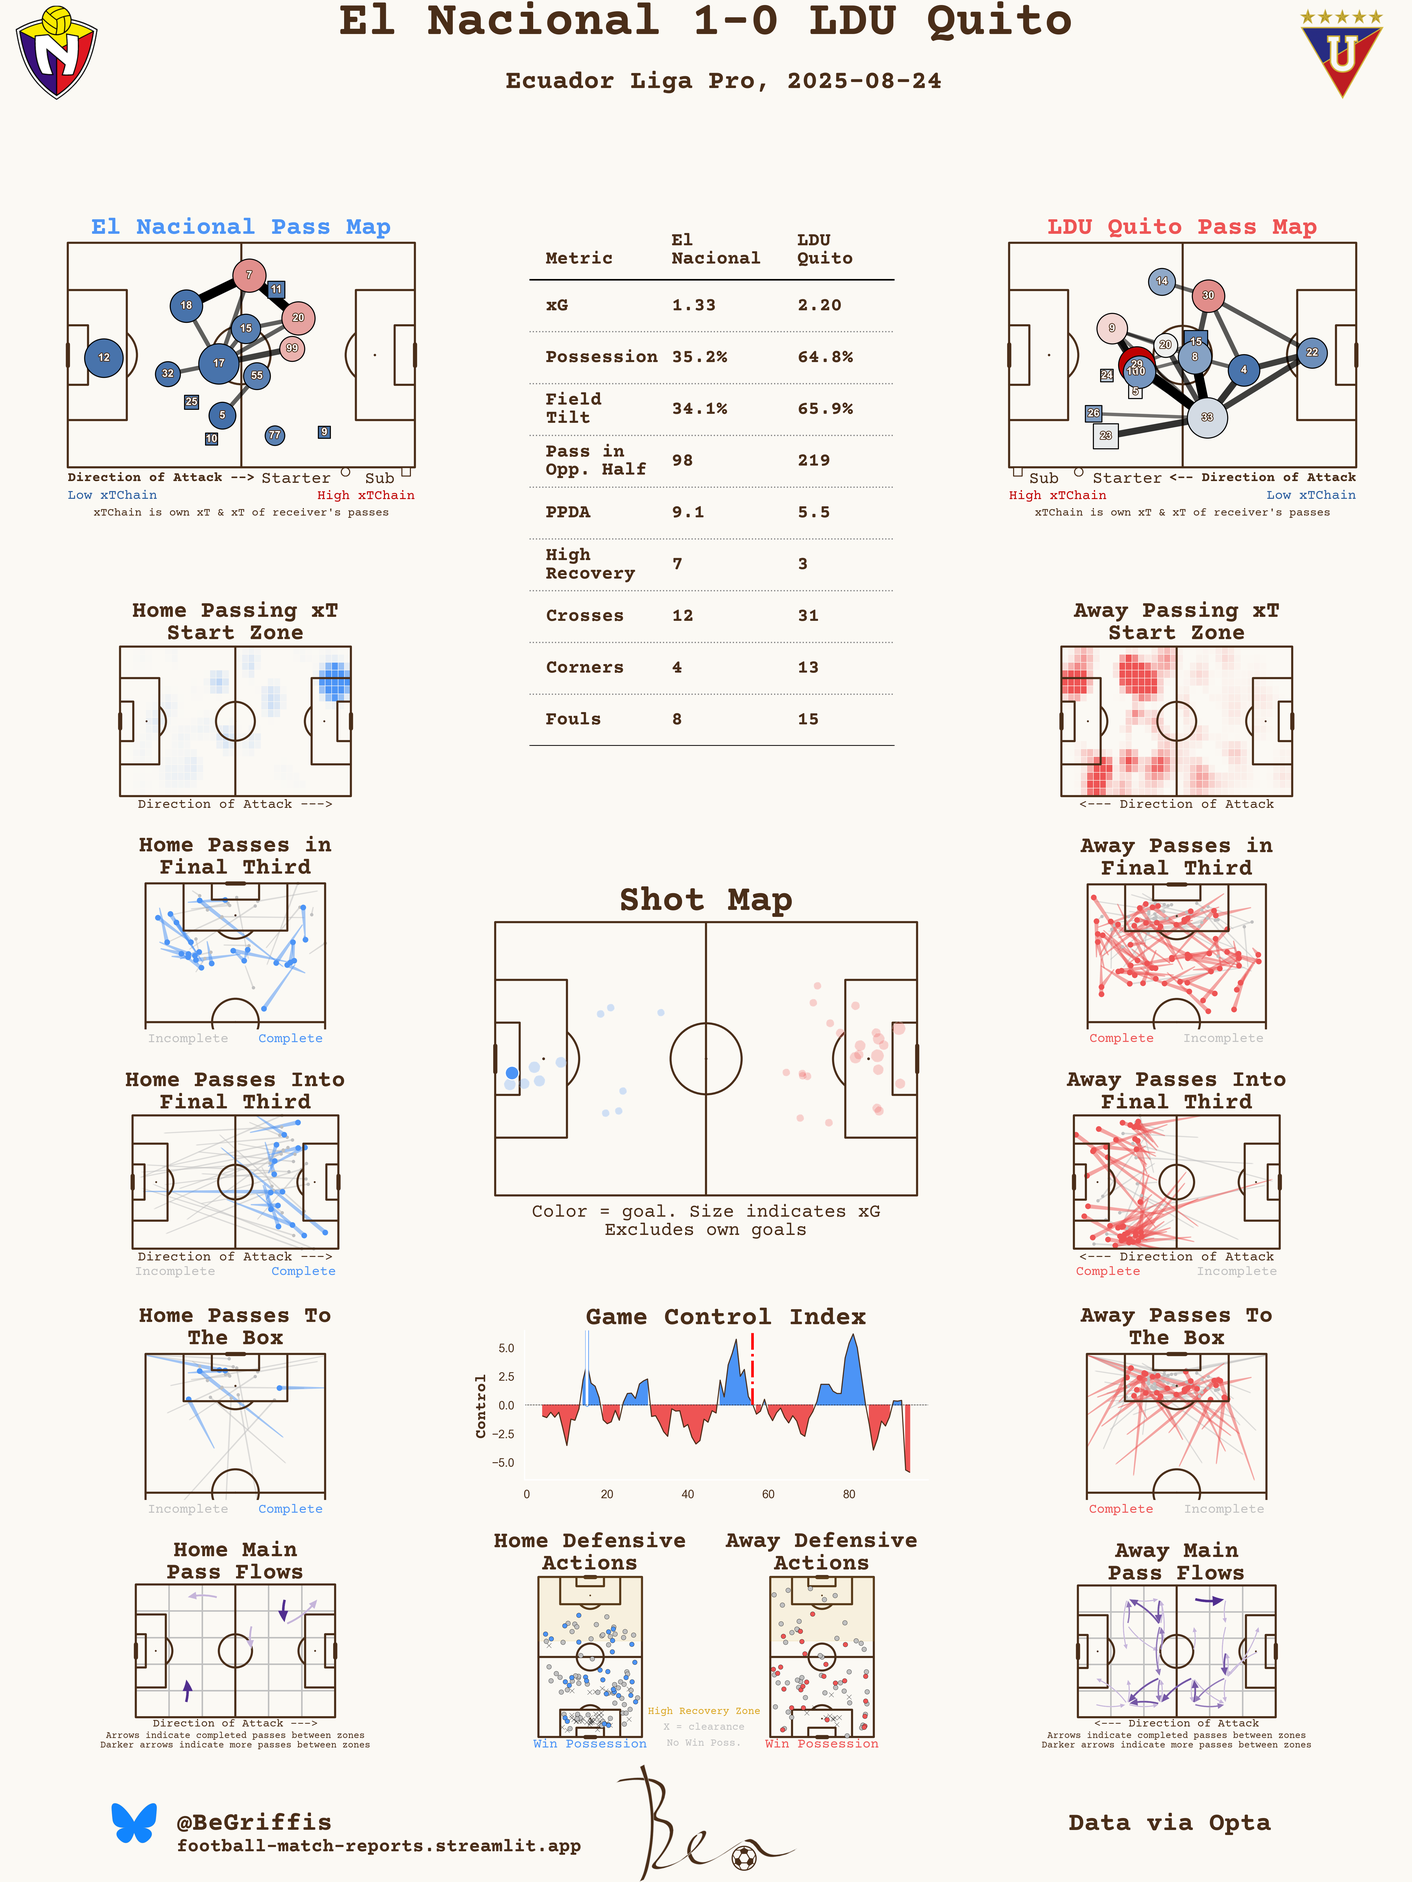 El Nacional 1-0 LDU Quito
Ecuador Liga Pro, 2025-08-24
U
El Nacional Pass Map
7
11
18
20
15
99
12
17
32
55
25
5
10
77
9
Direction of Attack --> Starter Sub
Low xTChain High xTChain
xTChain is own xT & xT of receiver's passes
Metric El Nacional LDU Quito
xG 1.33 2.20
Possession 35.2% 64.8%
Field Tilt 34.1% 65.9%
Pass in Opp. Half 98 219
PPDA 9.1 5.5
High Recovery 7 3
Crosses 12 31
Corners 4 13
Fouls 8 15
LDU Quito Pass Map
14
30
9
20
15
8
22
29
10
24
4
5
26
33
23
Sub Starter <-- Direction of Attack
High xTChain Low xTChain
xTChain is own xT & xT of receiver's passes
Home Passing xT
Start Zone
Direction of Attack --->
Away Passing xT
Start Zone
<--- Direction of Attack
Home Passes in
Final Third
Incomplete Complete
Away Passes in
Final Third
Complete Incomplete
Shot Map
Color = goal. Size indicates xG
Excludes own goals
Home Passes Into
Final Third
Direction of Attack --->
Incomplete Complete
Away Passes Into
Final Third
<--- Direction of Attack
Complete Incomplete
Home Passes To
The Box
Incomplete Complete
Game Control Index
Control
5.0
2.5
0.0
−2.5
−5.0
0 20 40 60 80
Away Passes To
The Box
Complete Incomplete
Home Main
Pass Flows
Direction of Attack --->
Arrows indicate completed passes between zones
Darker arrows indicate more passes between zones
Home Defensive
Actions
Win Possession
High Recovery Zone
X = clearance
No Win Poss.
Away Defensive
Actions
Win Possession
Away Main
Pass Flows
<--- Direction of Attack
Arrows indicate completed passes between zones
Darker arrows indicate more passes between zones
@BeGriffis
football-match-reports.streamlit.app
Ben
Data via Opta